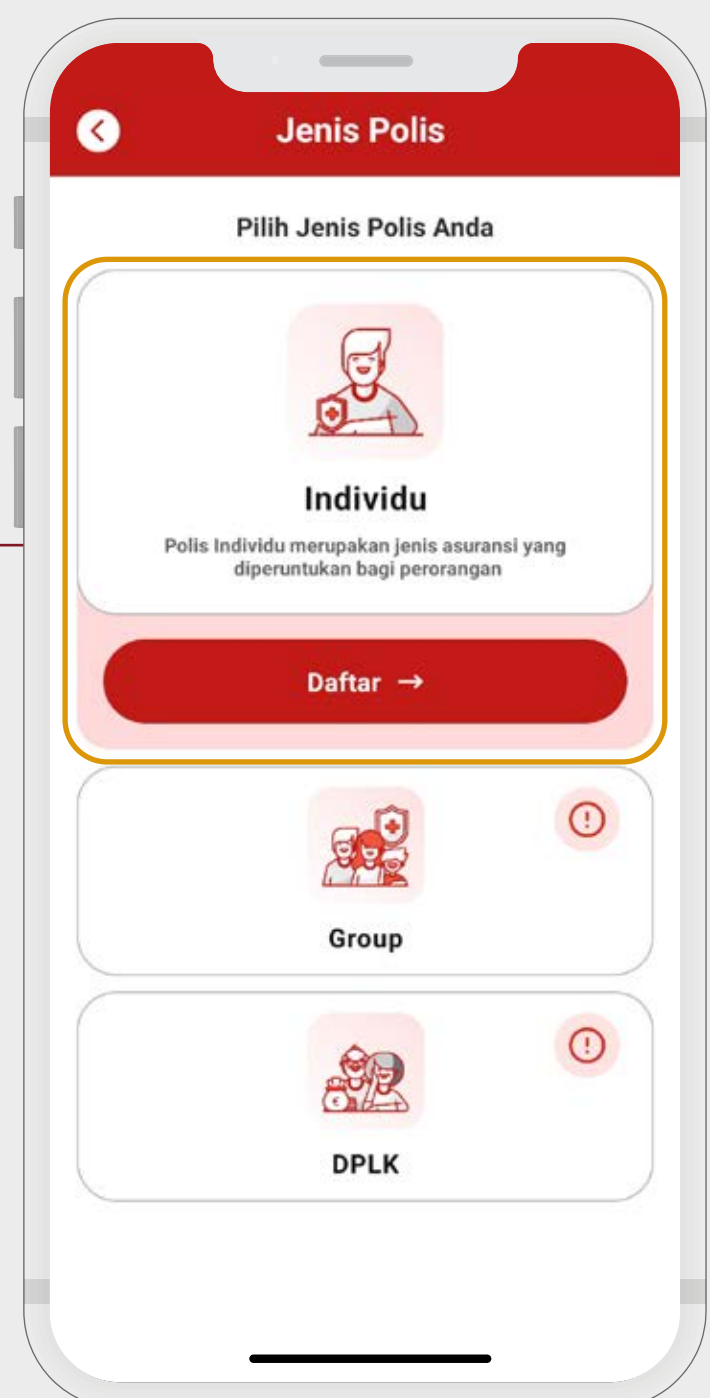 Jenis Polis
Pilih Jenis Polis Anda
Individu
Polis Individu merupakan jenis asuransi yang
diperuntukan bagi perorangan
Daftar →
Group
DPLK